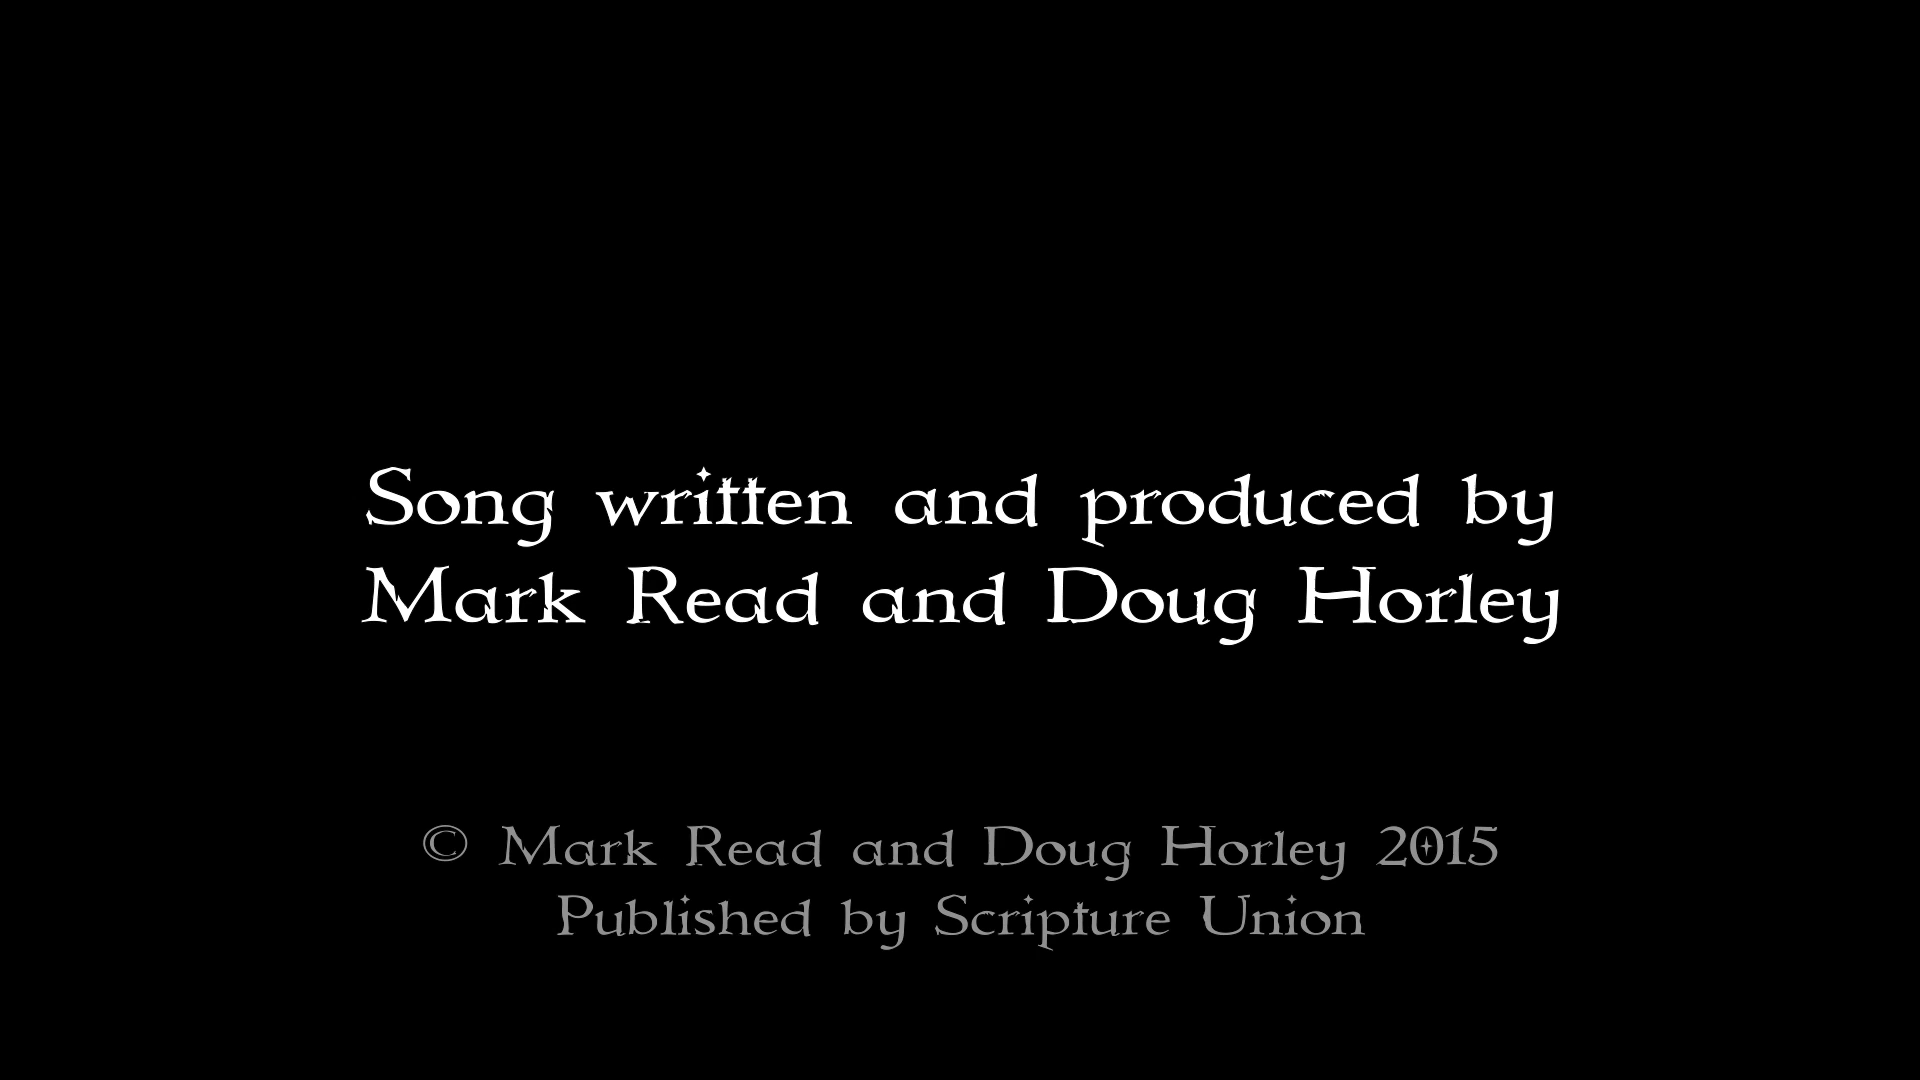 Song written and produced by
Mark Read and Doug Horley
© Mark Read and Doug Horley 2015
Published by Scripture Union